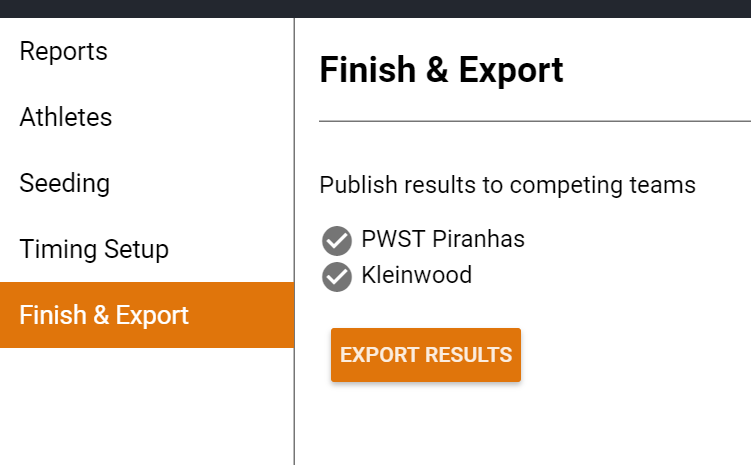 Reports
Athletes
Seeding
Timing Setup
Finish & Export
Finish & Export
Publish results to competing teams
PWST Piranhas
Kleinwood
EXPORT RESULTS